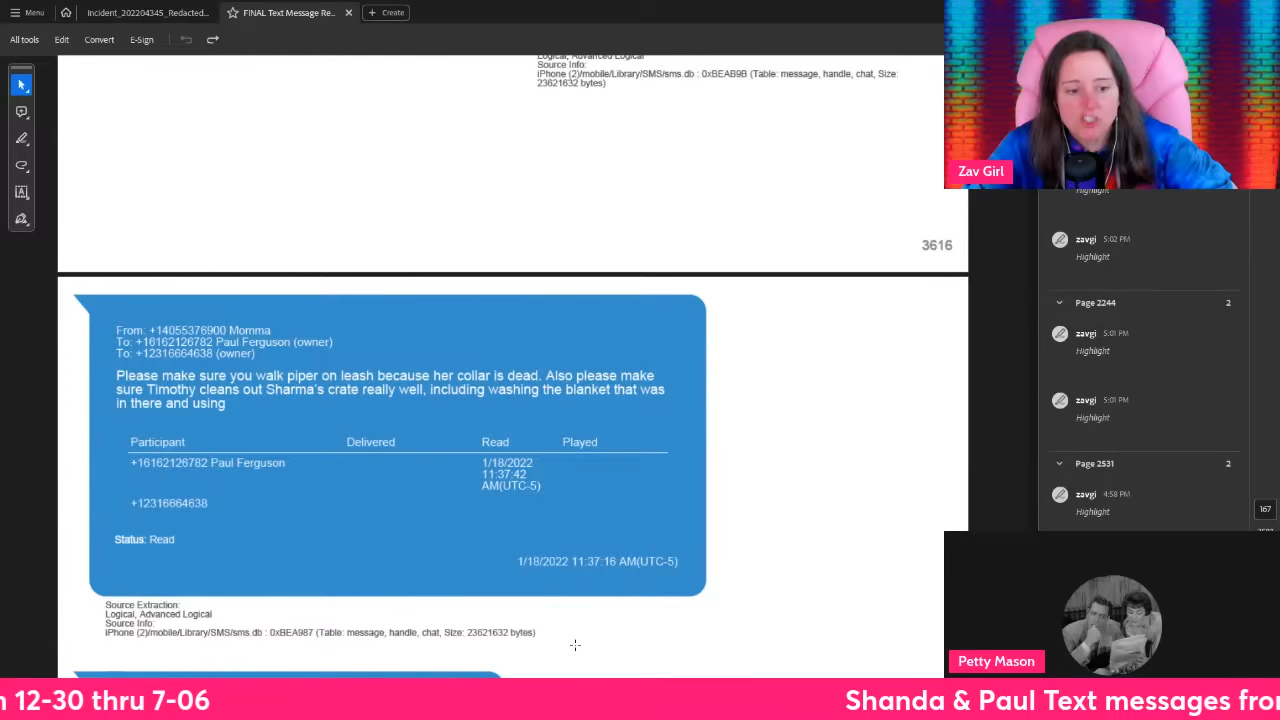 Menu
Incident_202204345_Redacted...
FINAL Text Message Re...
Create
All tools
Edit
Convert
E-Sign
Logical, Advanced Logical
Source Info:
iPhone (2)/mobile/Library/SMS/sms.db : 0xBEAB9B (Table: message, handle, chat, Size:
23621632 bytes)
3616
From: +14055376900 Momma
To: +16162126782 Paul Ferguson (owner)
To: +12316664638 (owner)
Please make sure you walk piper on leash because her collar is dead. Also please make
sure Timothy cleans out Sharma's crate really well, including washing the blanket that was
in there and using
Participant Delivered Read Played
+16162126782 Paul Ferguson 1/18/2022
11:37:42
AM(UTC-5)
+12316664638
Status: Read
1/18/2022 11:37:16 AM(UTC-5)
Source Extraction:
Logical, Advanced Logical
Source Info:
iPhone (2)/mobile/Library/SMS/sms.db : 0xBEA987 (Table: message, handle, chat, Size: 23621632 bytes)
Zav Girl
Highlight
zavgi 5:02 PM
Highlight
Page 2244 2
zavgi 5:01 PM
Highlight
zavgi 5:01 PM
Highlight
Page 2531 2
zavgi 4:58 PM
Highlight
167
Petty Mason
12-30 thru 7-06
Shanda & Paul Text messages from